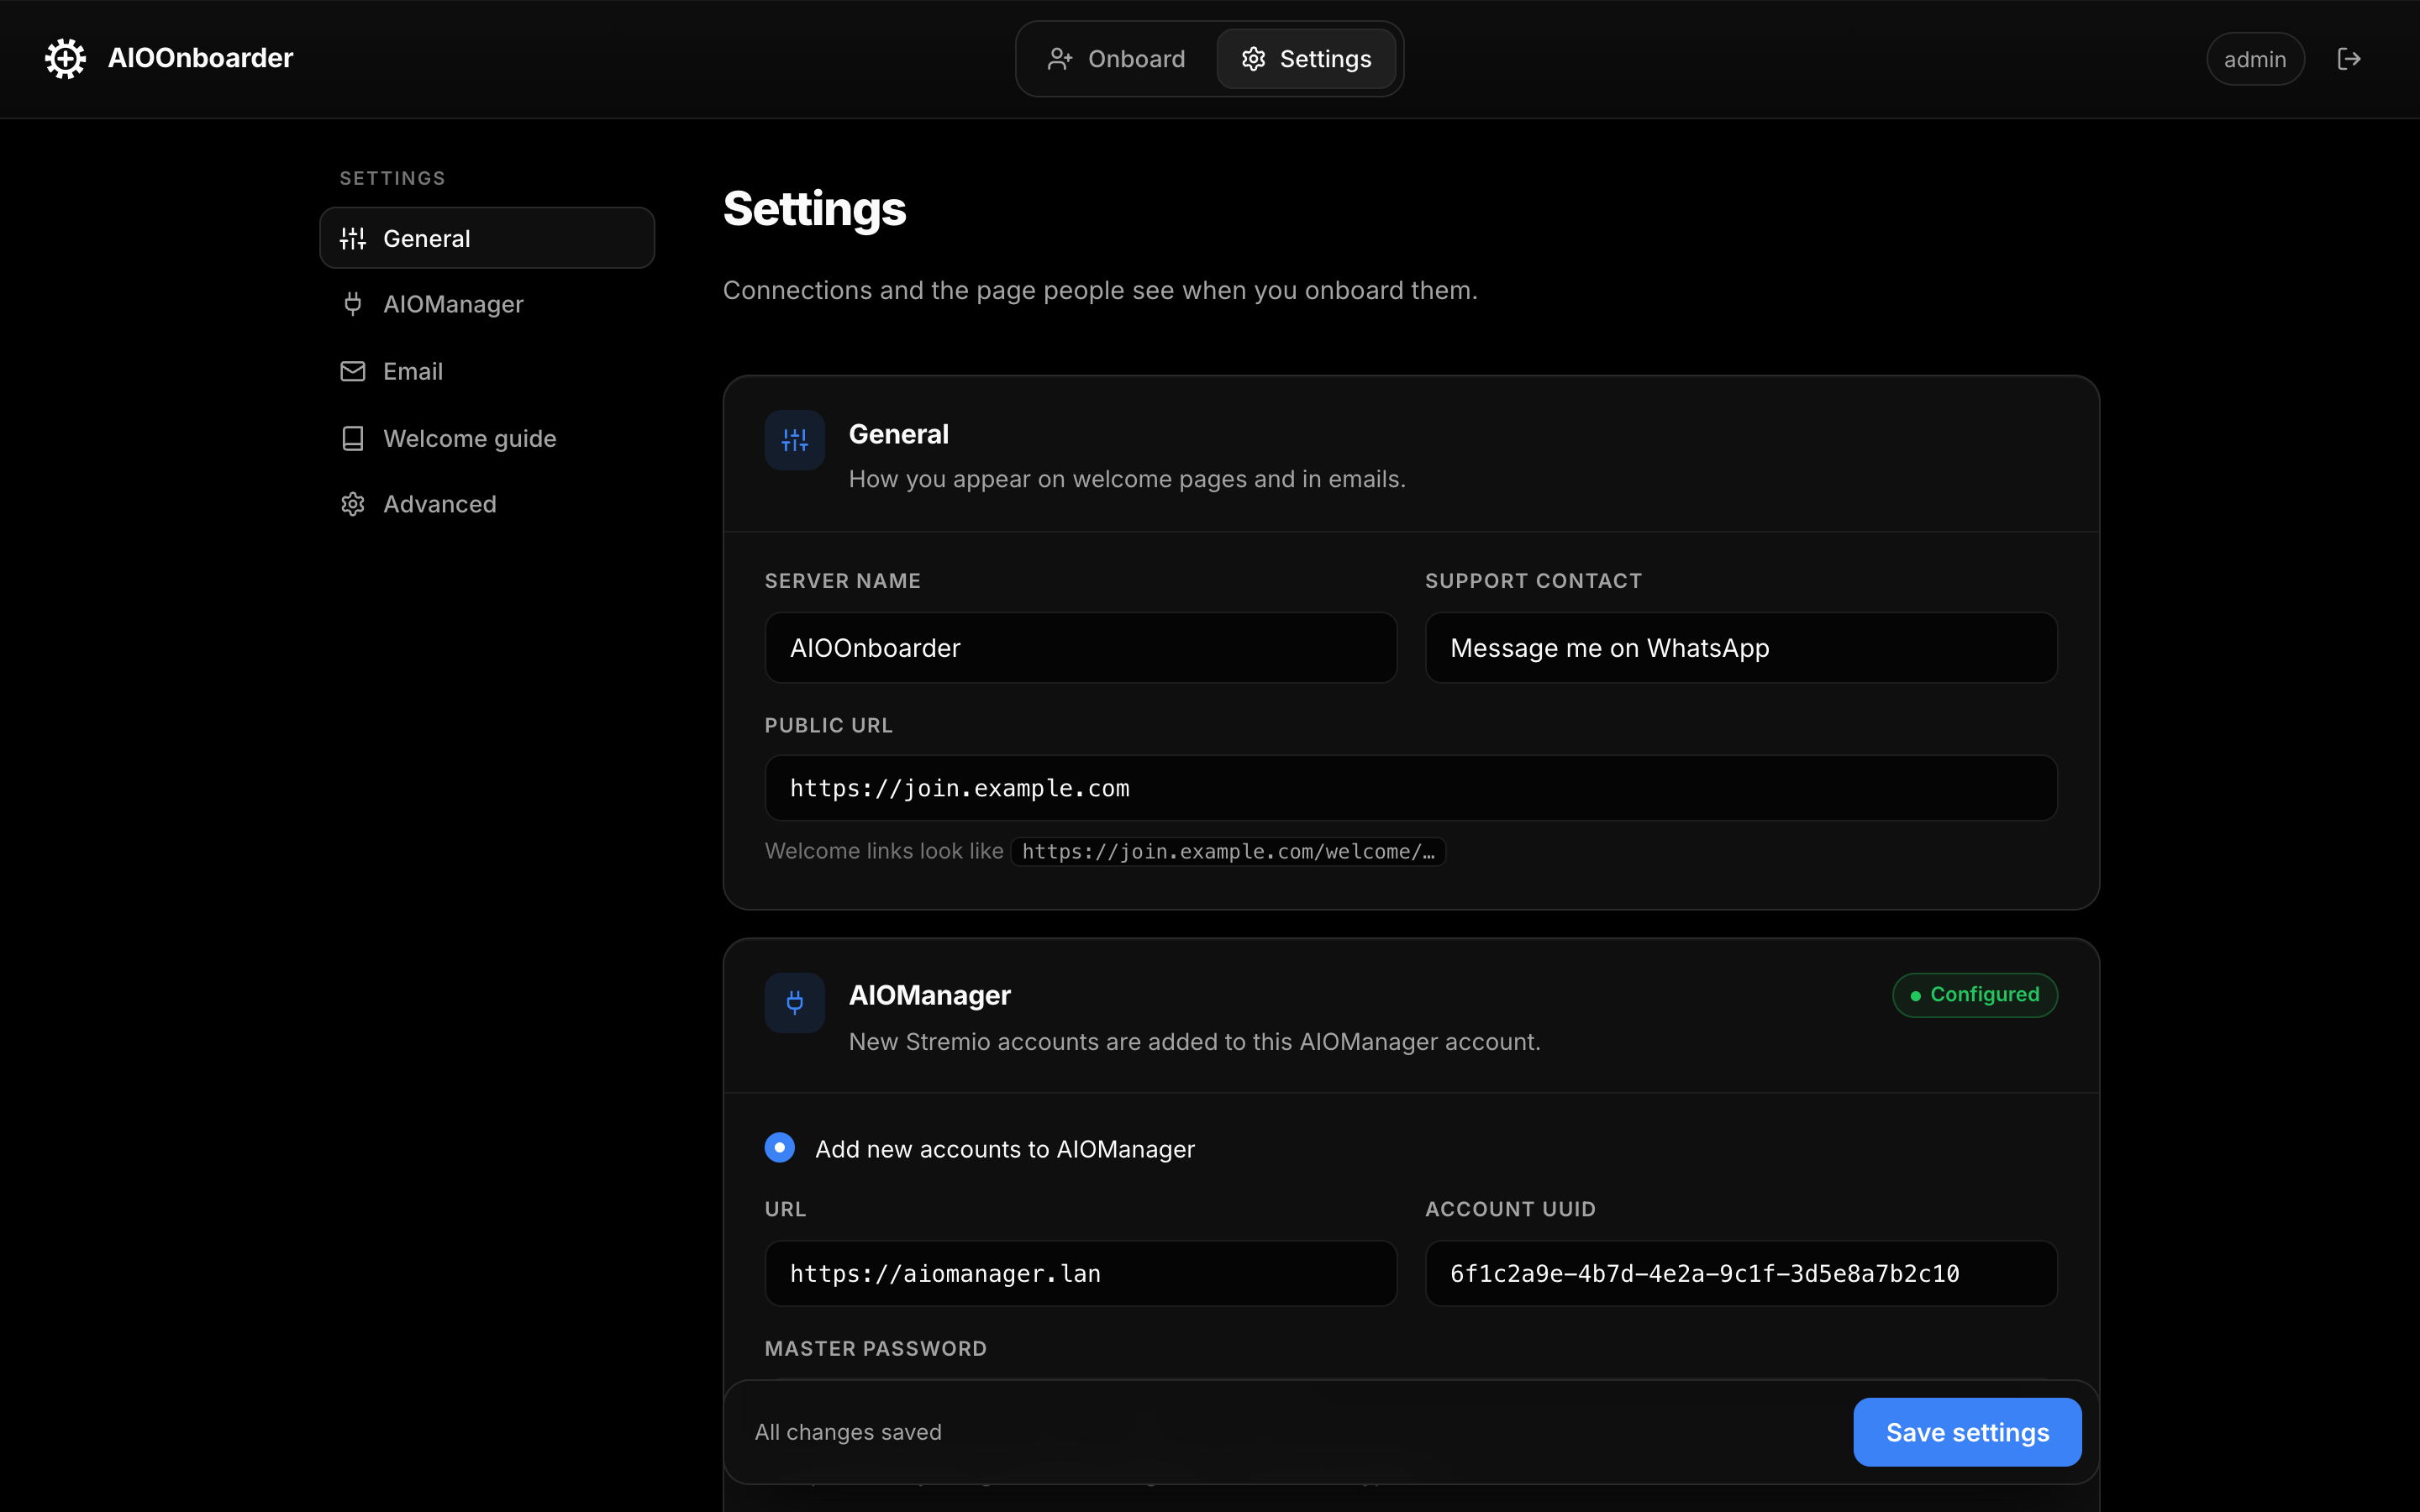 AIOOnboarder
Onboard
Settings
admin
SETTINGS
General
AIOManager
Email
Welcome guide
Advanced
Settings
Connections and the page people see when you onboard them.
General
How you appear on welcome pages and in emails.
SERVER NAME
SUPPORT CONTACT
AIOOnboarder
Message me on WhatsApp
PUBLIC URL
https://join.example.com
Welcome links look like https://join.example.com/welcome/…
AIOManager
Configured
New Stremio accounts are added to this AIOManager account.
Add new accounts to AIOManager
URL
ACCOUNT UUID
https://aiomanager.lan
6f1c2a9e-4b7d-4e2a-9c1f-3d5e8a7b2c10
MASTER PASSWORD
All changes saved
Save settings